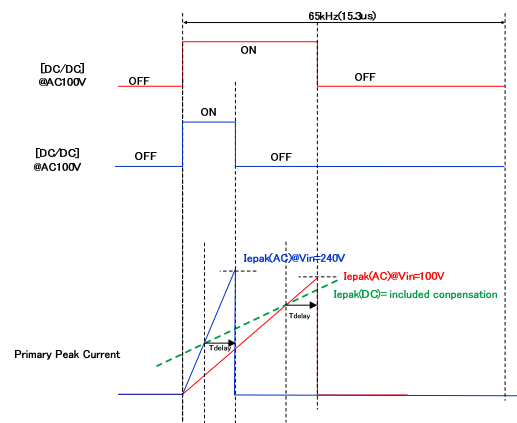 65kHz(15.3us)
ON
[DC/DC]
@AC100V
OFF
OFF
ON
[DC/DC]
@AC100V
OFF
OFF
Iepak(AC)@Vin=240V
Iepak(AC)@Vin=100V
Iepak(DC)= included conpensation
Tdelay
Tdelay
Primary Peak Current